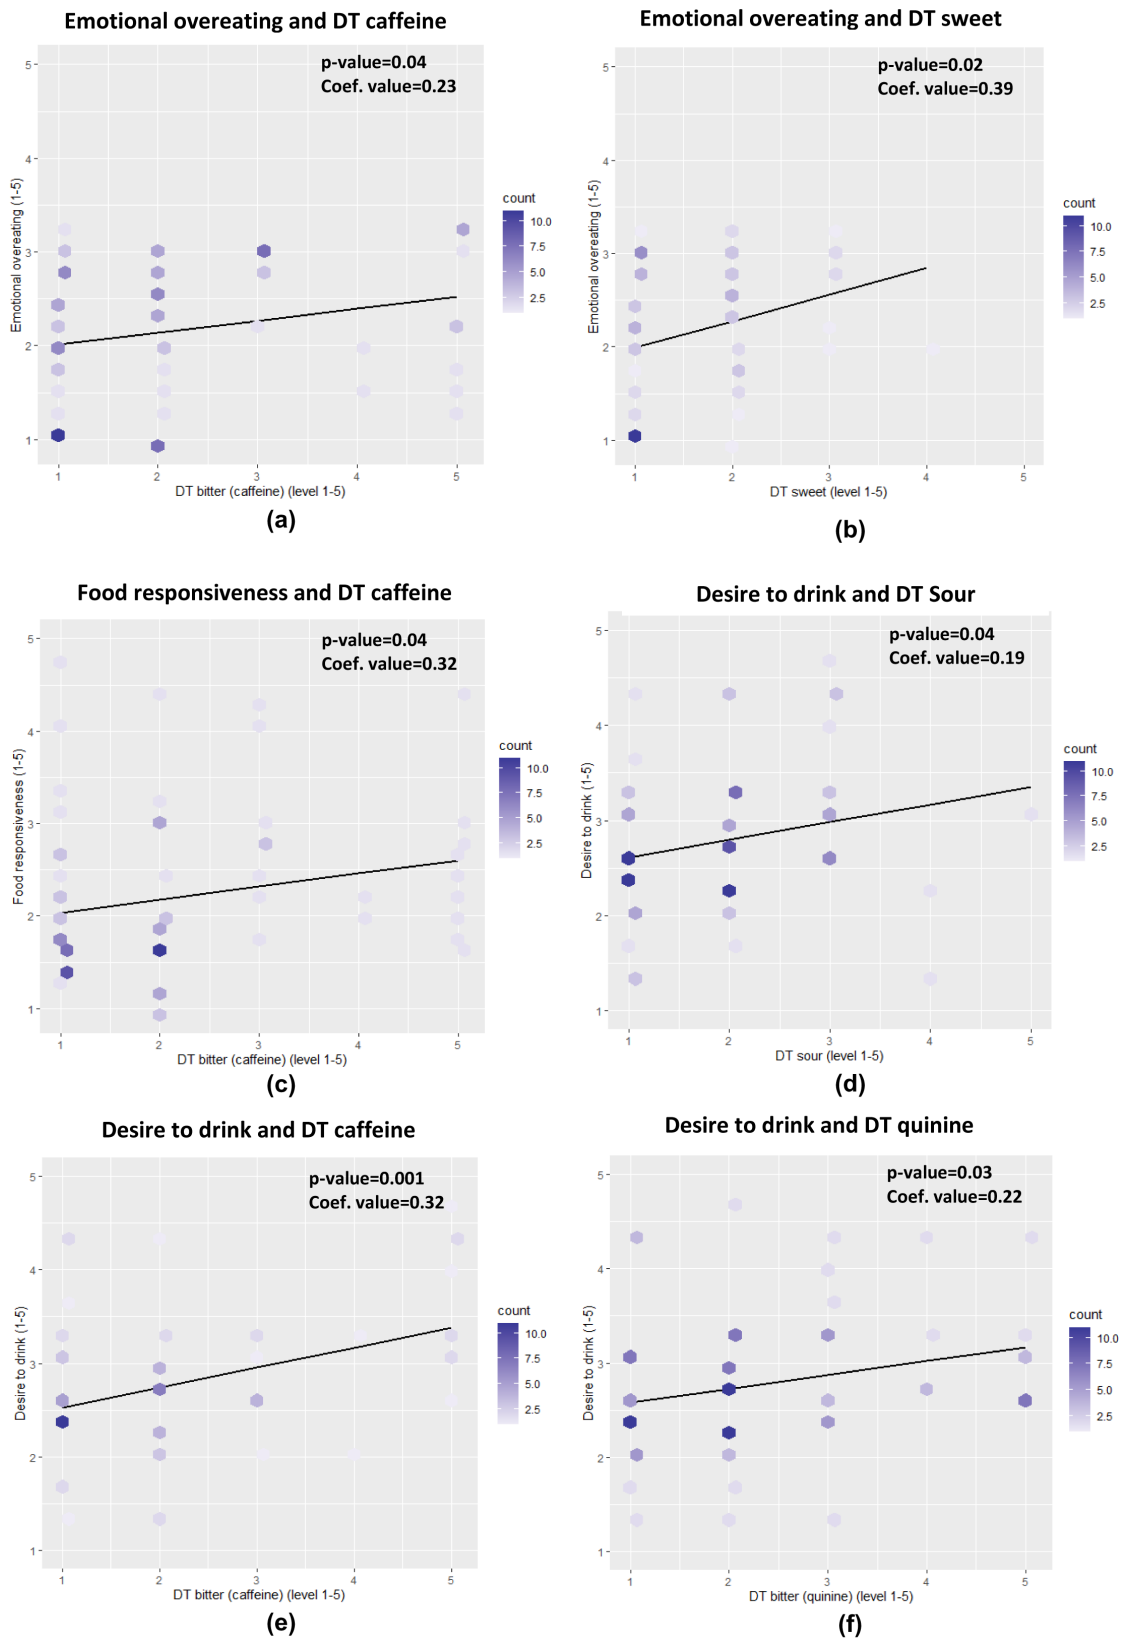 Emotional overeating and DT caffeine
p-value=0.04
Coef. value=0.23
Emotional overeating (1-5)
5
4
3
2
1
1 2 3 4 5
DT bitter (caffeine) (level 1-5)
count
10.0
7.5
5.0
2.5
(a)
Emotional overeating and DT sweet
p-value=0.02
Coef. value=0.39
Emotional overeating (1-5)
5
4
3
2
1
1 2 3 4 5
DT sweet (level 1-5)
count
10.0
7.5
5.0
2.5
(b)
Food responsiveness and DT caffeine
p-value=0.04
Coef. value=0.32
Food responsiveness (1-5)
5
4
3
2
1
1 2 3 4 5
DT bitter (caffeine) (level 1-5)
count
10.0
7.5
5.0
2.5
(c)
Desire to drink and DT Sour
p-value=0.04
Coef. value=0.19
Desire to drink (1-5)
5
4
3
2
1
1 2 3 4 5
DT sour (level 1-5)
count
10.0
7.5
5.0
2.5
(d)
Desire to drink and DT caffeine
p-value=0.001
Coef. value=0.32
Desire to drink (1-5)
5
4
3
2
1
1 2 3 4 5
DT bitter (caffeine) (level 1-5)
count
10.0
7.5
5.0
2.5
(e)
Desire to drink and DT quinine
p-value=0.03
Coef. value=0.22
Desire to drink (1-5)
5
4
3
2
1
1 2 3 4 5
DT bitter (quinine) (level 1-5)
count
10.0
7.5
5.0
2.5
(f)